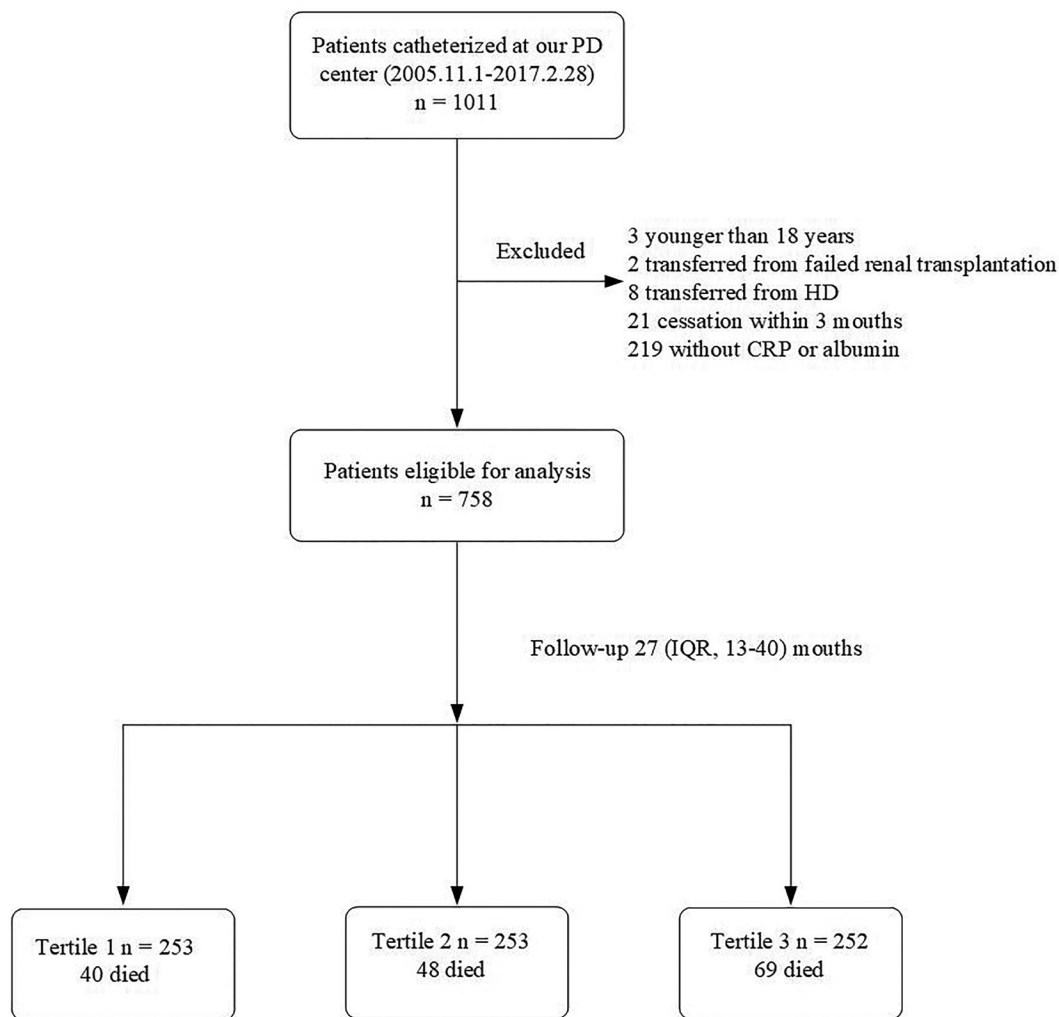 Patients catheterized at our PD
center (2005.11.1-2017.2.28)
n = 1011
Excluded
3 younger than 18 years
2 transferred from failed renal transplantation
8 transferred from HD
21 cessation within 3 mouths
219 without CRP or albumin
Patients eligible for analysis
n = 758
Follow-up 27 (IQR, 13-40) mouths
Tertile 1 n = 253
40 died
Tertile 2 n = 253
48 died
Tertile 3 n = 252
69 died